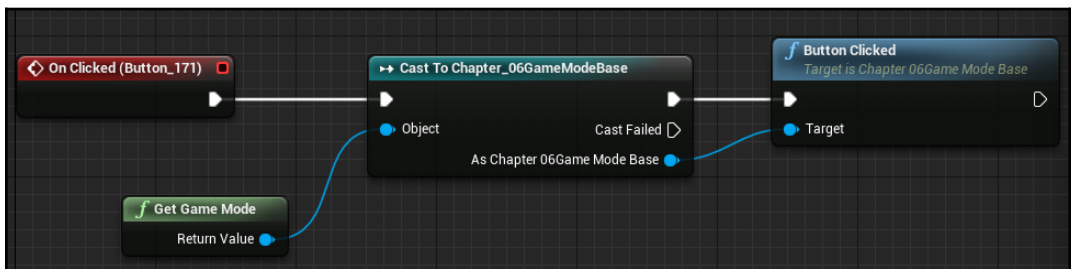 On Clicked (Button_171)
Cast To Chapter_06GameModeBase
Object
Cast Failed
As Chapter 06Game Mode Base
f Button Clicked
Target is Chapter 06Game Mode Base
Target
f Get Game Mode
Return Value